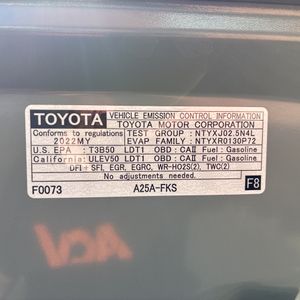 TOYOTA VEHICLE EMISSION CONTROL INFORMATION
TOYOTA MOTOR CORPORATION
Conforms to regulations TEST GROUP : NTYXJ02.5N4L
2022MY EVAP FAMILY : NTYXR0130P72
U.S. EPA : T3B50 LDT1 OBD : CAⅡ Fuel : Gasoline
California: ULEV50 LDT1 OBD : CAⅡ Fuel : Gasoline
DFI + SFI, EGR, EGRC, WR-HO2S(2), TWC(2)
No adjustments needed.
F0073 A25A-FKS F8